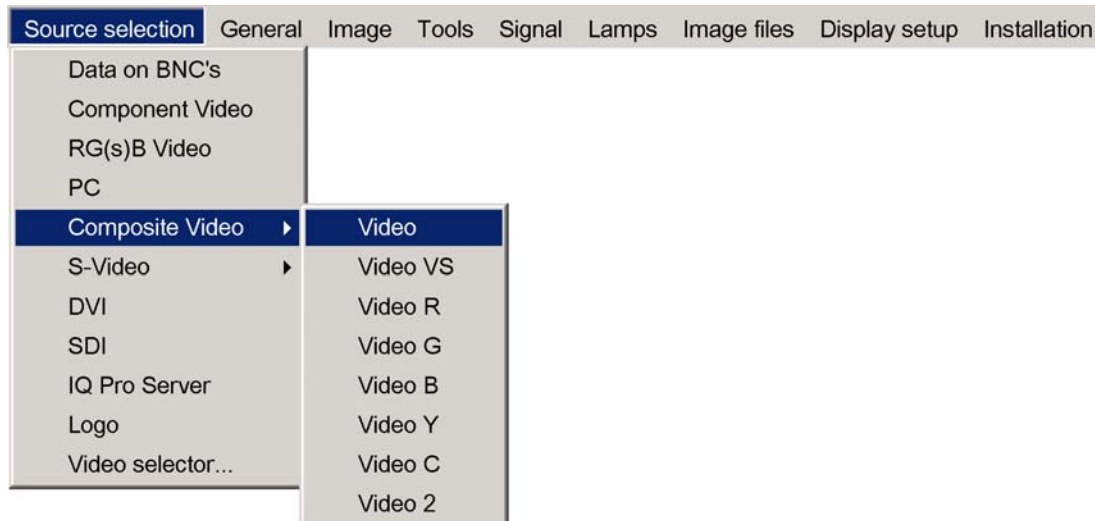 Source selection General Image Tools Signal Lamps Image files Display setup Installation
Data on BNC's
Component Video
RG(s)B Video
PC
Composite Video
S-Video
DVI
SDI
IQ Pro Server
Logo
Video selector...
Video
Video VS
Video R
Video G
Video B
Video Y
Video C
Video 2